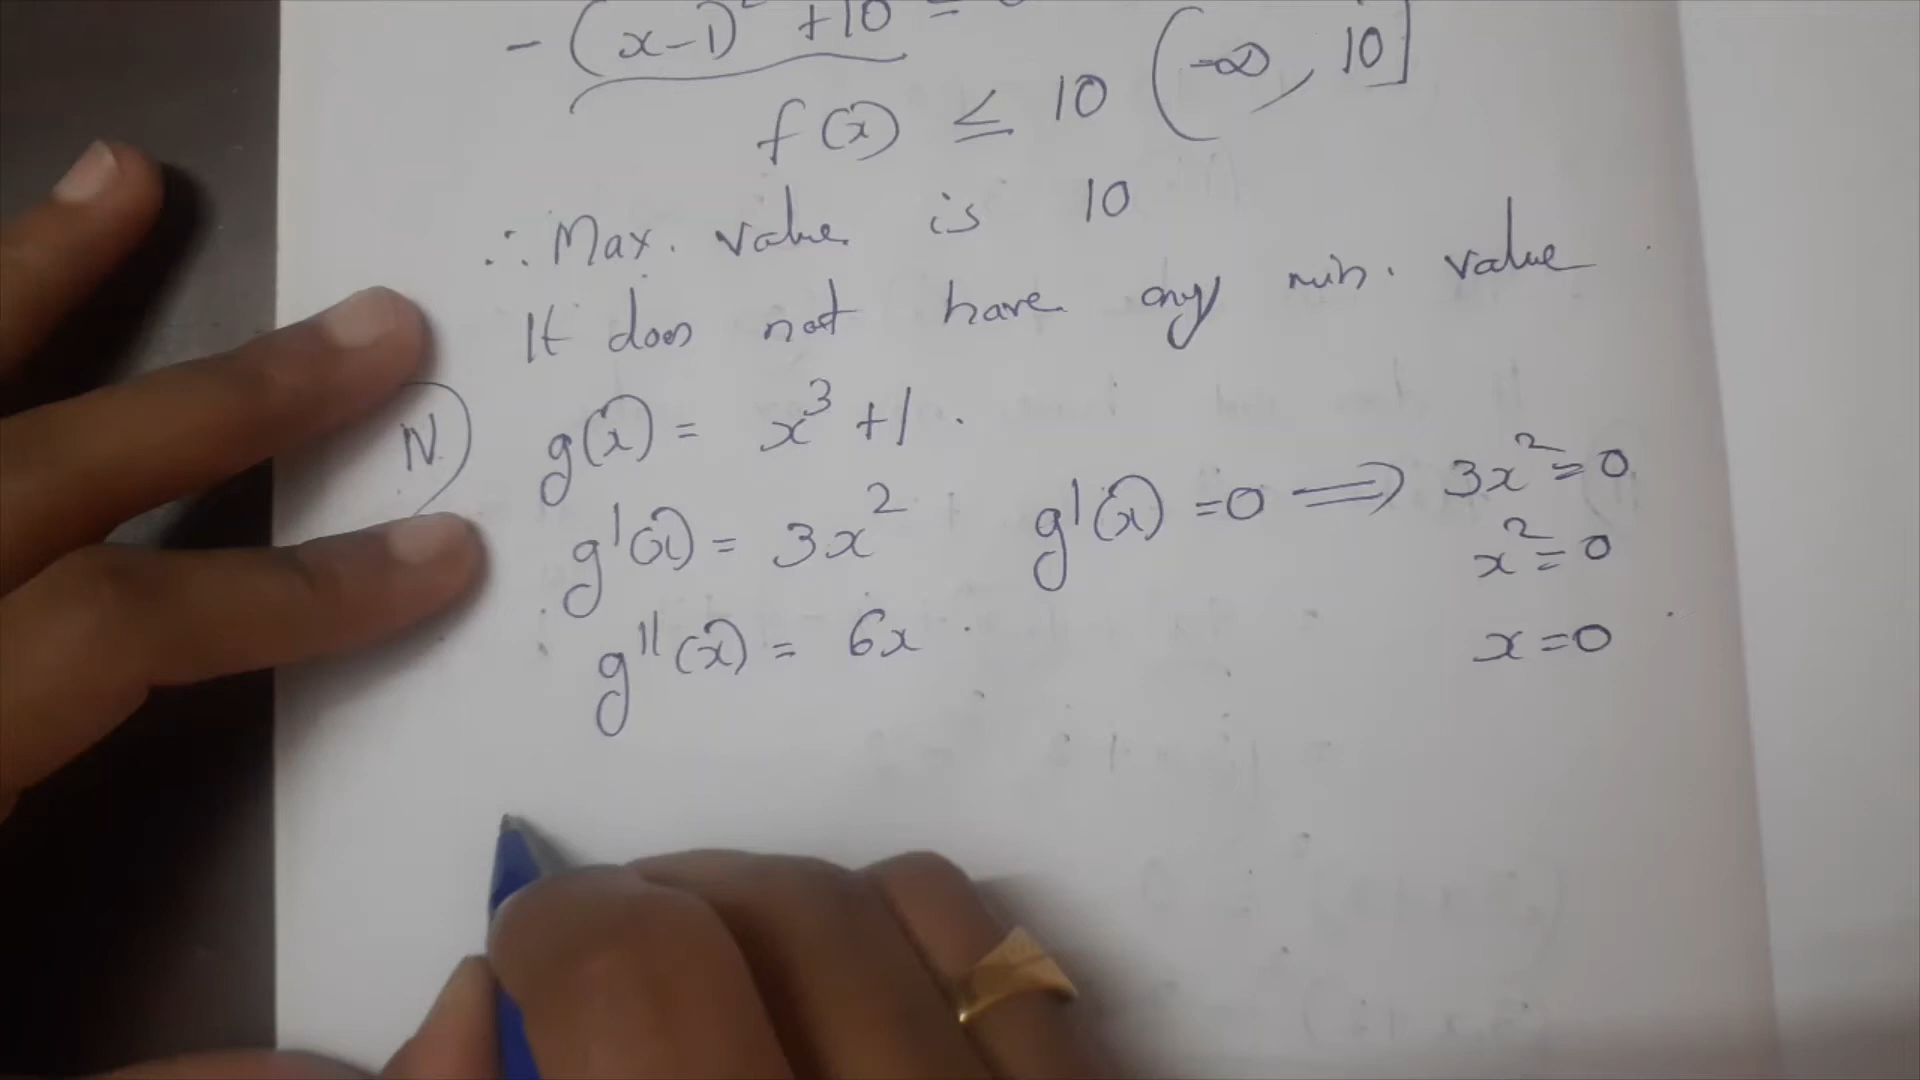 - (x-1)² + 10 =
f(x) ≤ 10 (-∞, 10]
∴ Max. value is 10
It does not have any min. value
IV) g(x) = x³ + 1.
g'(x) = 3x² g'(x) = 0 ⟹ 3x² = 0
x² = 0
g''(x) = 6x.
x = 0